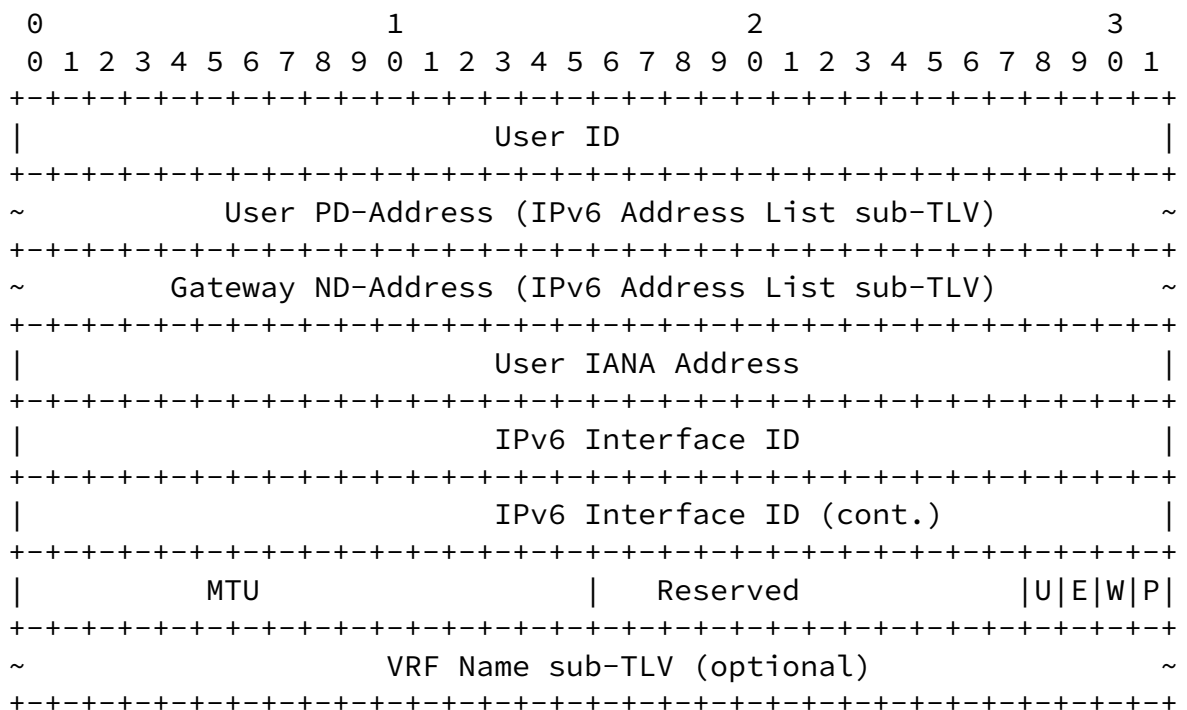 0                   1                   2                   3
 0 1 2 3 4 5 6 7 8 9 0 1 2 3 4 5 6 7 8 9 0 1 2 3 4 5 6 7 8 9 0 1
+-+-+-+-+-+-+-+-+-+-+-+-+-+-+-+-+-+-+-+-+-+-+-+-+-+-+-+-+-+-+-+-+
|                          User ID                              |
+-+-+-+-+-+-+-+-+-+-+-+-+-+-+-+-+-+-+-+-+-+-+-+-+-+-+-+-+-+-+-+-+
~           User PD-Address (IPv6 Address List sub-TLV)         ~
+-+-+-+-+-+-+-+-+-+-+-+-+-+-+-+-+-+-+-+-+-+-+-+-+-+-+-+-+-+-+-+-+
~        Gateway ND-Address (IPv6 Address List sub-TLV)         ~
+-+-+-+-+-+-+-+-+-+-+-+-+-+-+-+-+-+-+-+-+-+-+-+-+-+-+-+-+-+-+-+-+
|                          User IANA Address                    |
+-+-+-+-+-+-+-+-+-+-+-+-+-+-+-+-+-+-+-+-+-+-+-+-+-+-+-+-+-+-+-+-+
|                          IPv6 Interface ID                    |
+-+-+-+-+-+-+-+-+-+-+-+-+-+-+-+-+-+-+-+-+-+-+-+-+-+-+-+-+-+-+-+-+
|                          IPv6 Interface ID (cont.)            |
+-+-+-+-+-+-+-+-+-+-+-+-+-+-+-+-+-+-+-+-+-+-+-+-+-+-+-+-+-+-+-+-+
|          MTU                  |   Reserved            |U|E|W|P|
+-+-+-+-+-+-+-+-+-+-+-+-+-+-+-+-+-+-+-+-+-+-+-+-+-+-+-+-+-+-+-+-+
~                    VRF Name sub-TLV (optional)                ~
+-+-+-+-+-+-+-+-+-+-+-+-+-+-+-+-+-+-+-+-+-+-+-+-+-+-+-+-+-+-+-+-+